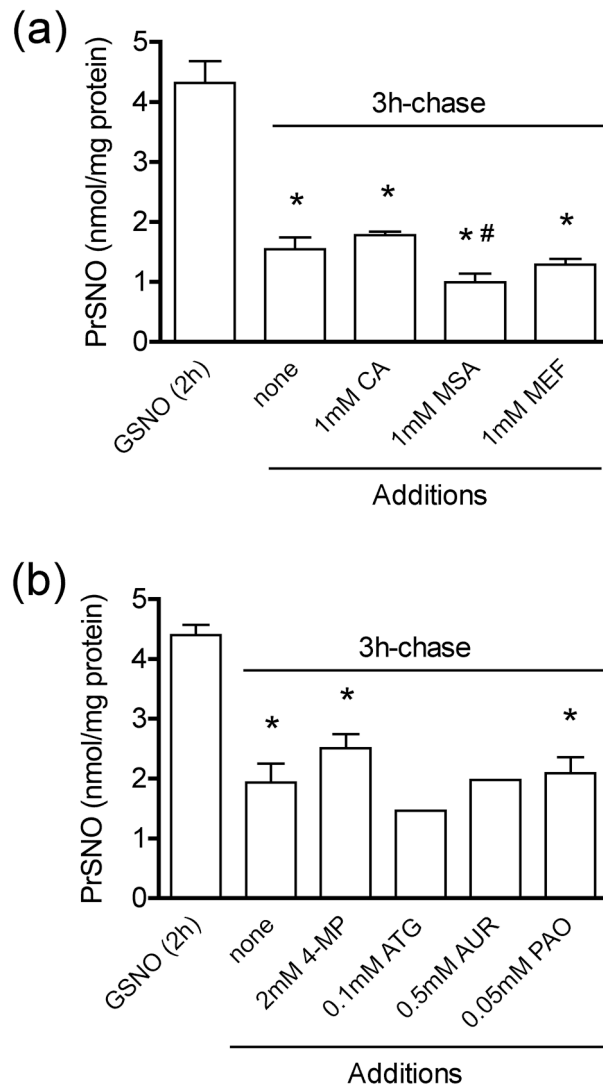 (a)
PrSNO (nmol/mg protein)
5
4
3
2
1
0
3h-chase
*
*
* #
*
GSNO (2h)
none
1mM CA
1mM MSA
1mM MEF
Additions
(b)
PrSNO (nmol/mg protein)
5
4
3
2
1
0
3h-chase
*
*
*
GSNO (2h)
none
2mM 4-MP
0.1mM ATG
0.5mM AUR
0.05mM PAO
Additions